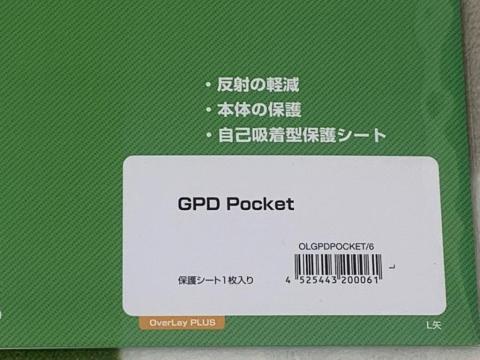 ・反射の軽減
・本体の保護
・自己吸着型保護シート
GPD Pocket
OLGPDPOCKET/6
保護シート1枚入り
4 525443 200061
OverLay PLUS
L矢